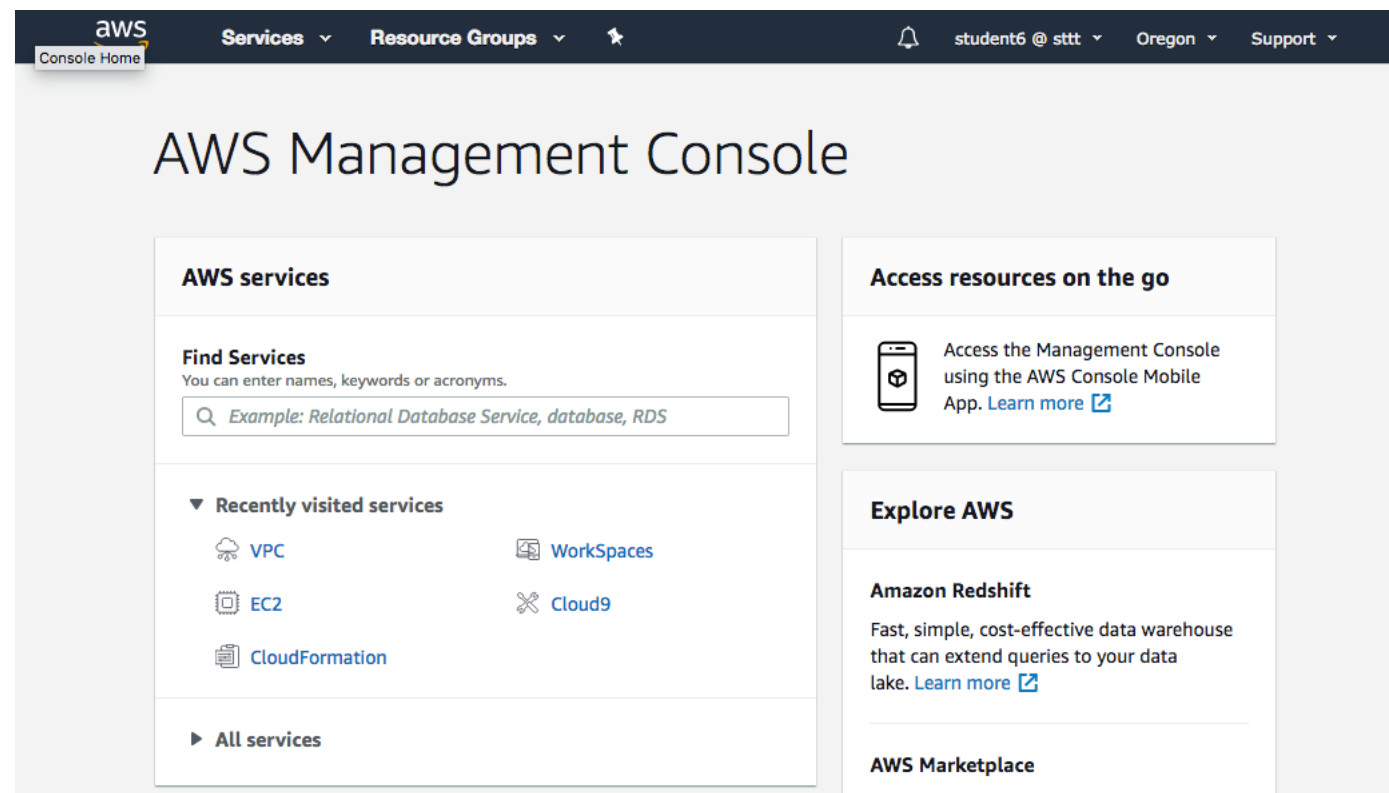 aws
Services
Resource Groups
student6 @ sttt
Oregon
Support
Console Home
AWS Management Console
AWS services
Find Services
You can enter names, keywords or acronyms.
Example: Relational Database Service, database, RDS
Recently visited services
VPC
WorkSpaces
EC2
Cloud9
CloudFormation
All services
Access resources on the go
Access the Management Console
using the AWS Console Mobile
App. Learn more
Explore AWS
Amazon Redshift
Fast, simple, cost-effective data warehouse
that can extend queries to your data
lake. Learn more
AWS Marketplace